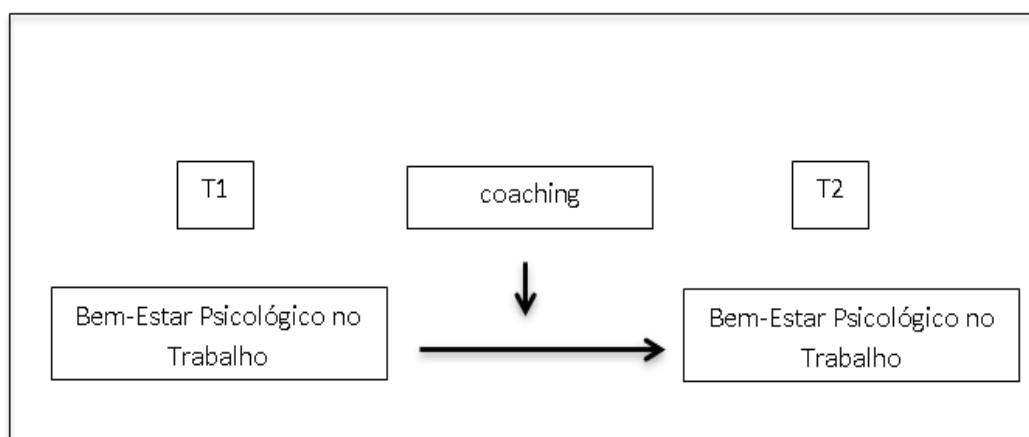 T1
coaching
T2
Bem-Estar Psicológico no
Trabalho
Bem-Estar Psicológico no
Trabalho